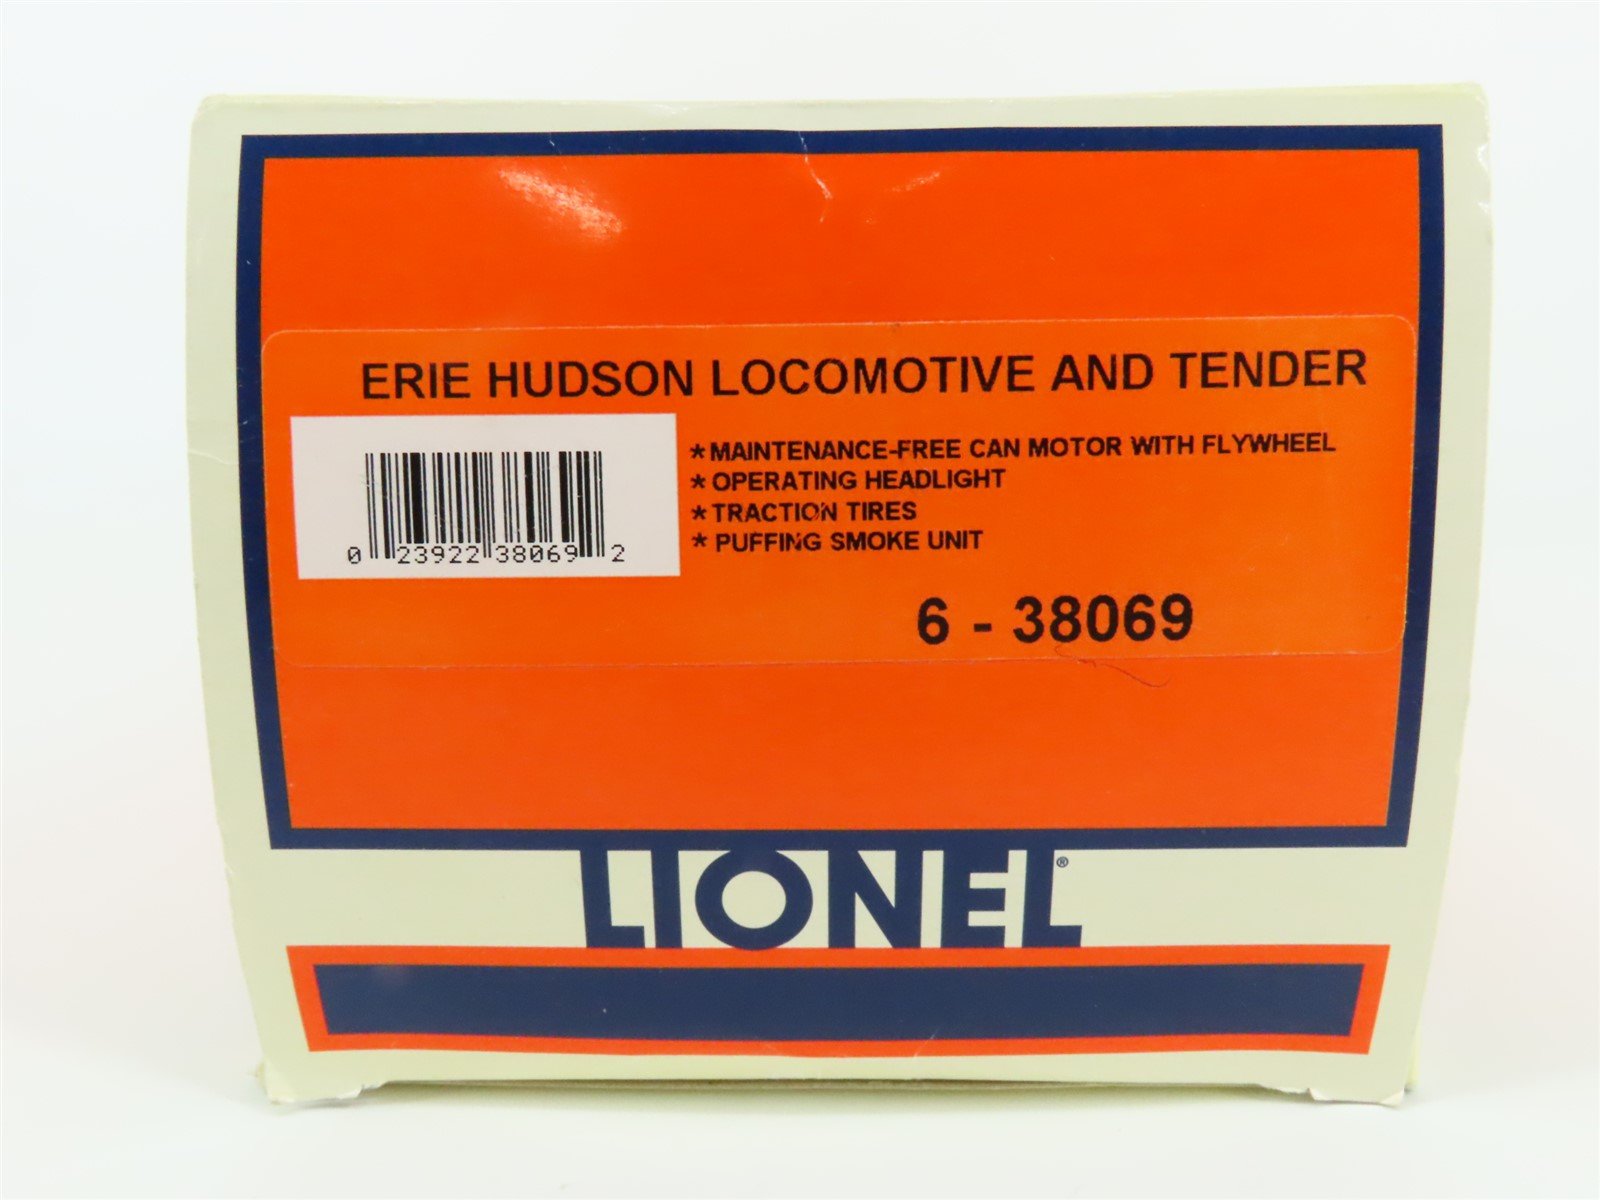 ERIE HUDSON LOCOMOTIVE AND TENDER
* MAINTENANCE-FREE CAN MOTOR WITH FLYWHEEL
* OPERATING HEADLIGHT
* TRACTION TIRES
* PUFFING SMOKE UNIT
0 23922 38069 2
6 - 38069
LIONEL®